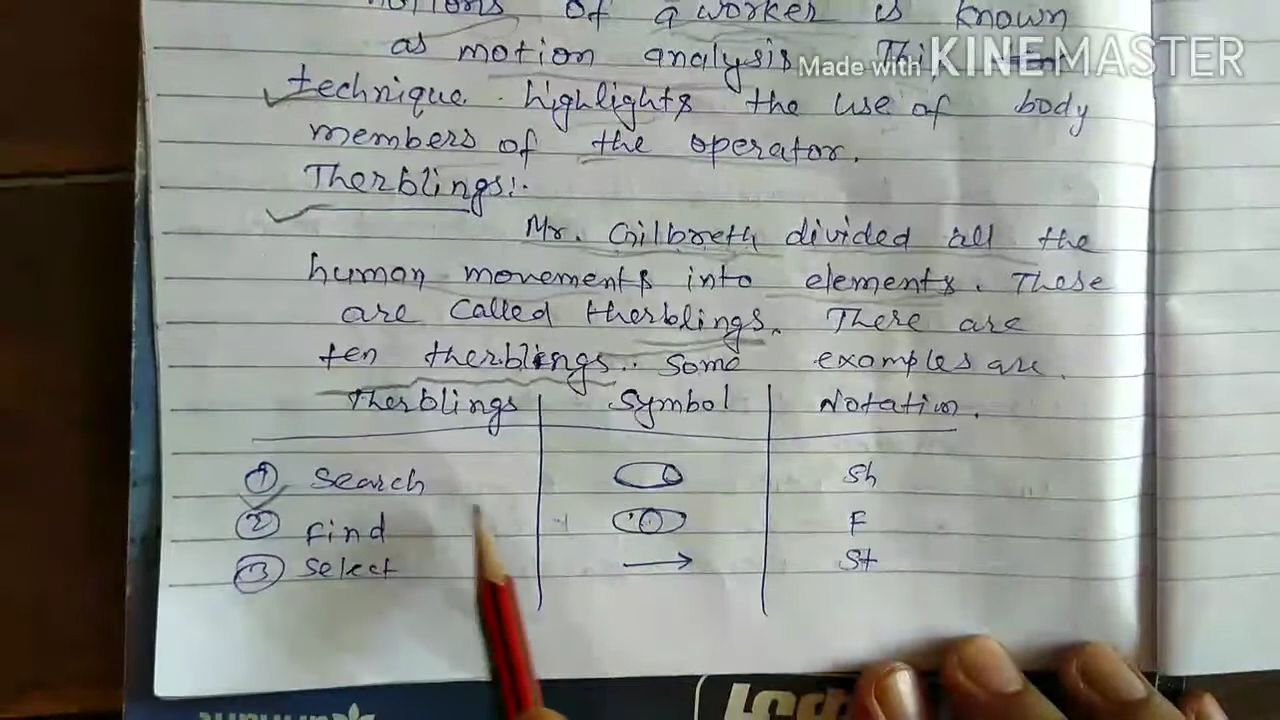 motions of a worker is known
as motion analysis. This
Made with KINEMASTER
technique highlights the use of body
members of the operator.
Therblings:-
Mr. Gilbreth divided all the
human movements into elements. These
are called therblings. There are
ten therblings.. Some examples are.
Therblings Symbol Notation.
1 Search Sh
2 Find F
3 Select St